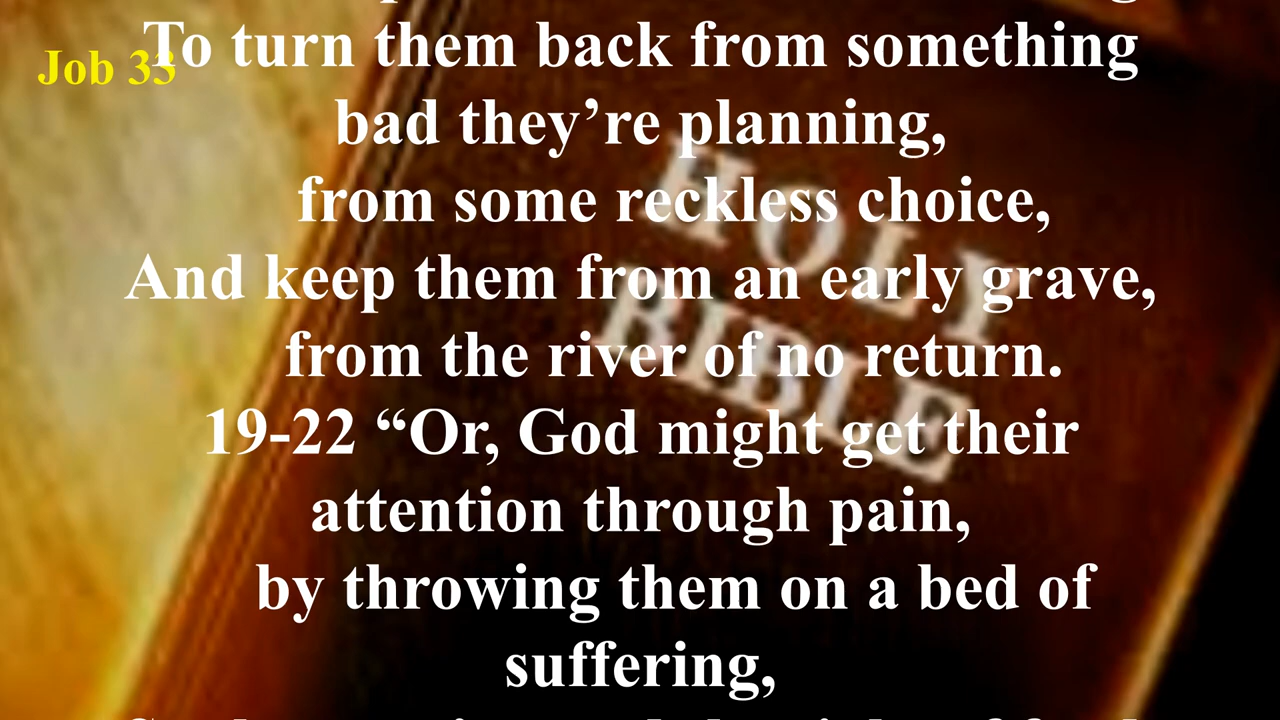 Job 33
To turn them back from something
bad they’re planning,
from some reckless choice,
And keep them from an early grave,
from the river of no return.
19-22 “Or, God might get their
attention through pain,
by throwing them on a bed of
suffering,
HOLY
BIBLE